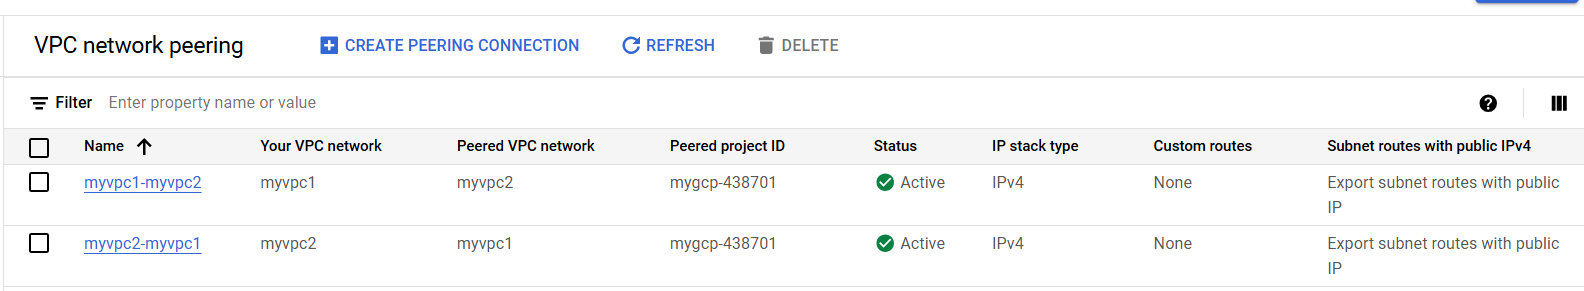 VPC network peering CREATE PEERING CONNECTION REFRESH DELETE
Filter Enter property name or value
Name Your VPC network Peered VPC network Peered project ID Status IP stack type Custom routes Subnet routes with public IPv4
myvpc1-myvpc2 myvpc1 myvpc2 mygcp-438701 Active IPv4 None Export subnet routes with public
IP
myvpc2-myvpc1 myvpc2 myvpc1 mygcp-438701 Active IPv4 None Export subnet routes with public
IP